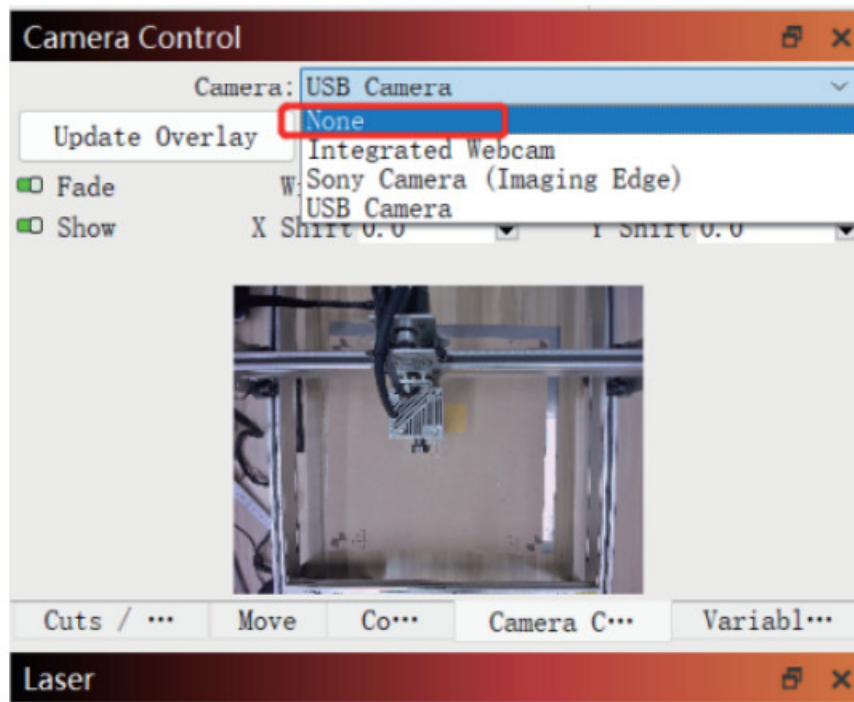 Camera Control
Camera: USB Camera
None
Update Overlay
Integrated Webcam
Fade
Sony Camera (Imaging Edge)
USB Camera
Show X Shift 0.0 Y Shift 0.0
Cuts / ··· Move Co··· Camera C··· Variabl···
Laser